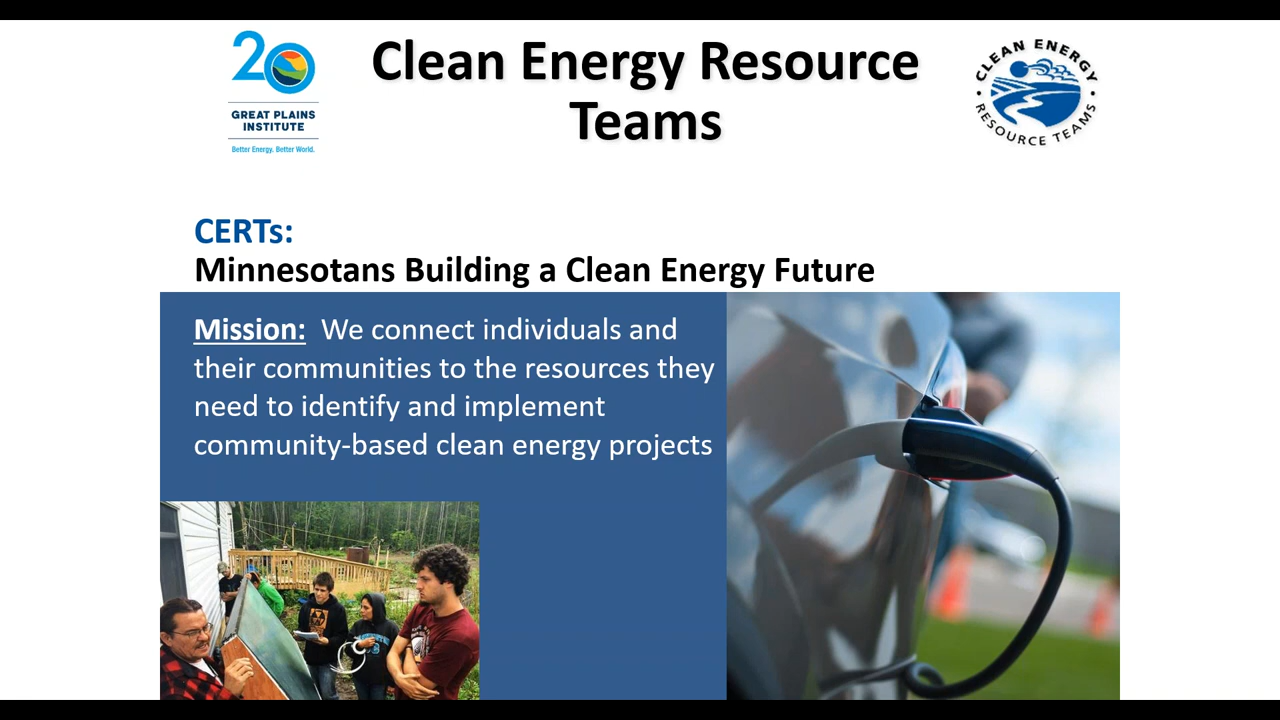 20
GREAT PLAINS
INSTITUTE
Better Energy. Better World.
Clean Energy Resource
Teams
CLEAN ENERGY
• RESOURCE TEAMS •
CERTs:
Minnesotans Building a Clean Energy Future
Mission: We connect individuals and
their communities to the resources they
need to identify and implement
community-based clean energy projects